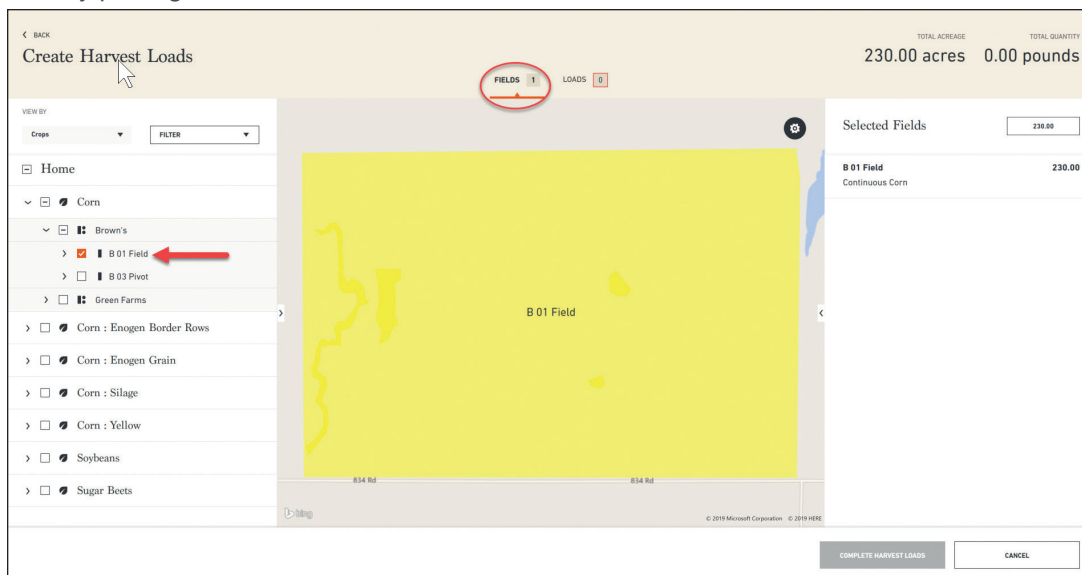 BACK
Create Harvest Loads
FIELDS 1 LOADS 0
TOTAL ACREAGE TOTAL QUANTITY
230.00 acres 0.00 pounds
VIEW BY
Crops FILTER
Home
Corn
Brown's
B 01 Field
B 03 Pivot
Green Farms
Corn : Enogen Border Rows
Corn : Enogen Grain
Corn : Silage
Corn : Yellow
Soybeans
Sugar Beets
B 01 Field
834 Rd 834 Rd
bing
© 2019 Microsoft Corporation © 2019 HERE
Selected Fields 230.00
B 01 Field 230.00
Continuous Corn
COMPLETE HARVEST LOADS CANCEL